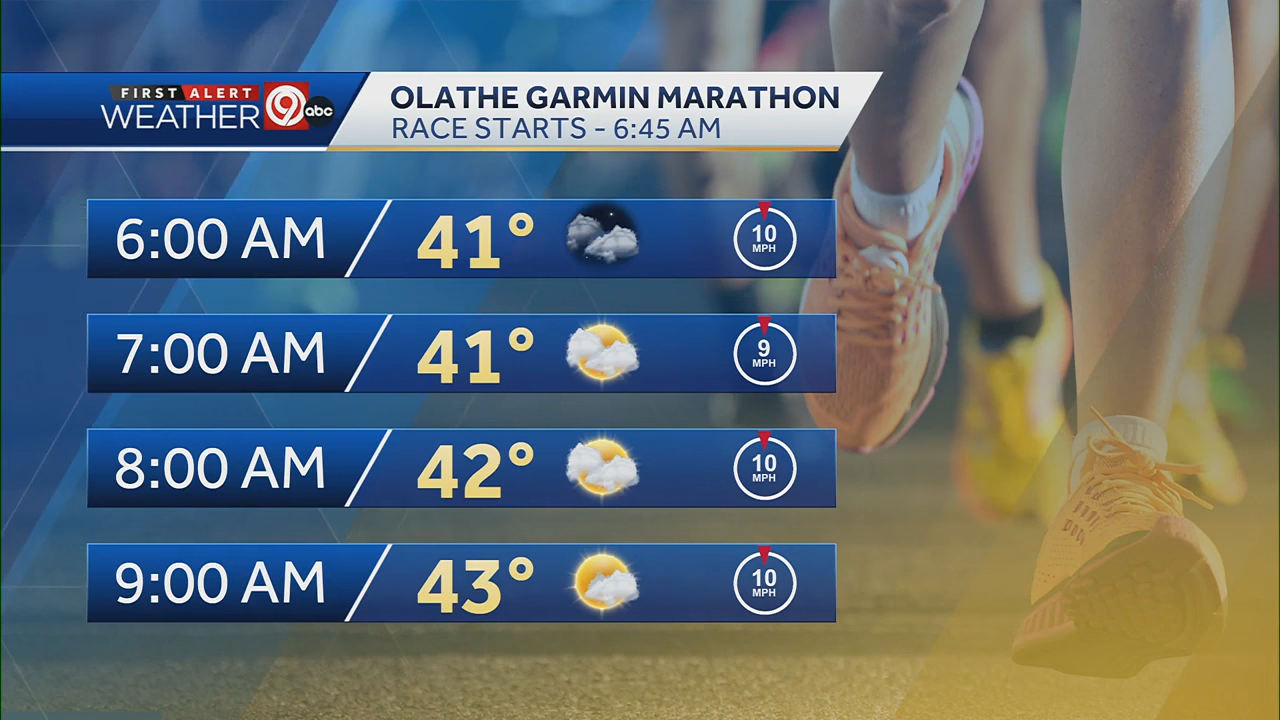 FIRST ALERT
WEATHER 9 abc
OLATHE GARMIN MARATHON
RACE STARTS - 6:45 AM
6:00 AM 41° 10 MPH
7:00 AM 41° 9 MPH
8:00 AM 42° 10 MPH
9:00 AM 43° 10 MPH